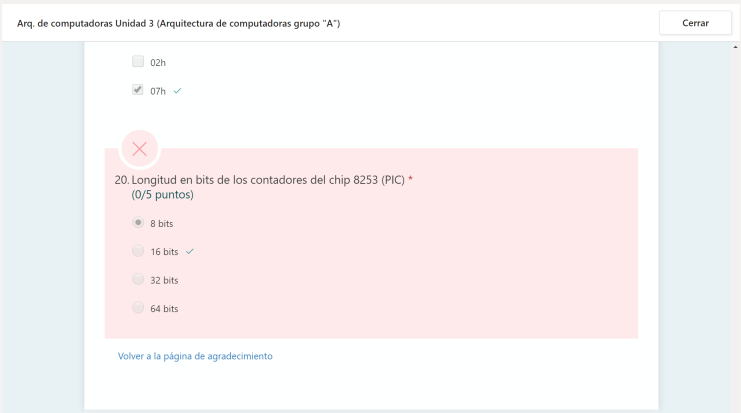 Arq. de computadoras Unidad 3 (Arquitectura de computadoras grupo "A")
Cerrar
02h
07h
20. Longitud en bits de los contadores del chip 8253 (PIC) *
(0/5 puntos)
8 bits
16 bits
32 bits
64 bits
Volver a la página de agradecimiento